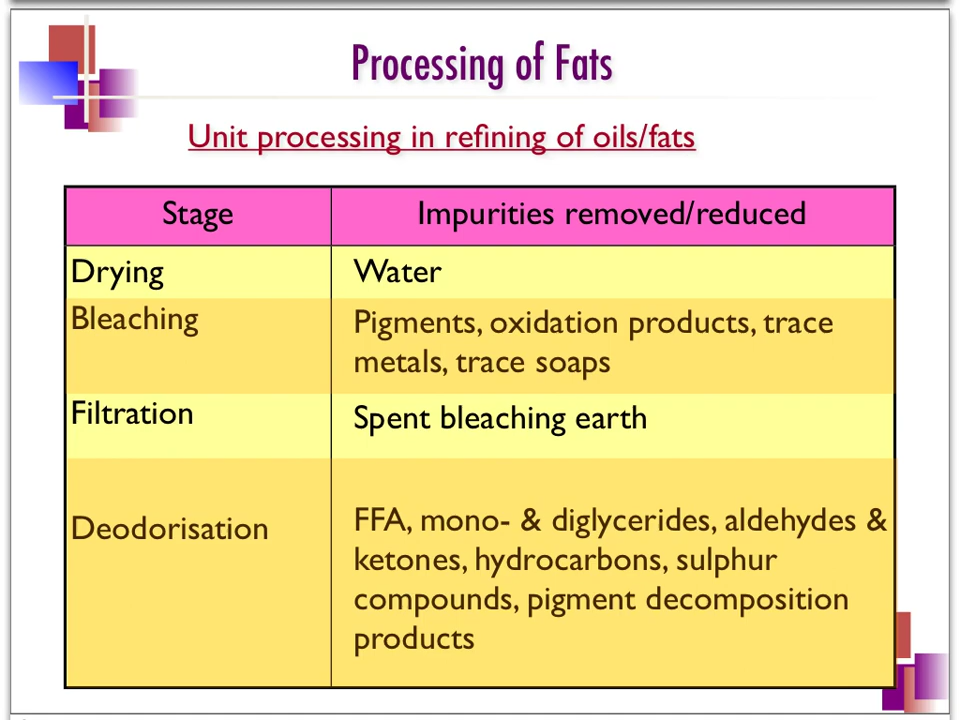 Processing of Fats
Unit processing in refining of oils/fats
Stage
Impurities removed/reduced
Drying
Water
Bleaching
Pigments, oxidation products, trace
metals, trace soaps
Filtration
Spent bleaching earth
Deodorisation
FFA, mono- & diglycerides, aldehydes &
ketones, hydrocarbons, sulphur
compounds, pigment decomposition
products